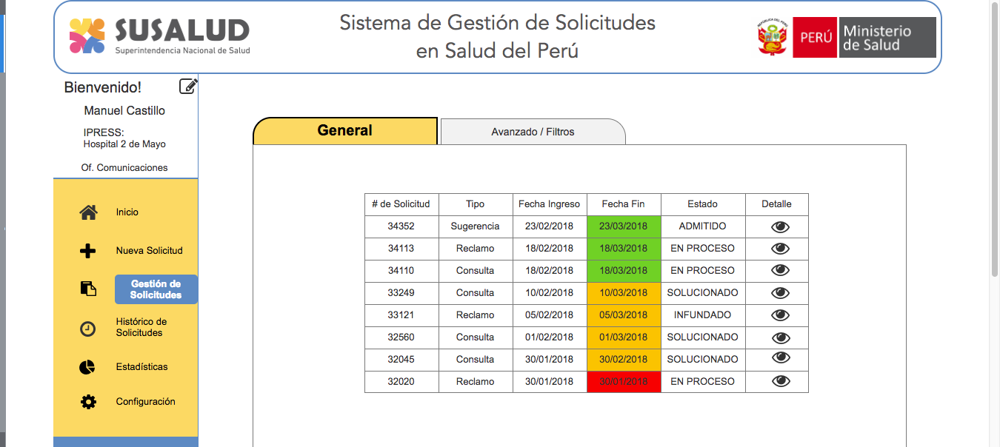 SUSALUD
Superintendencia Nacional de Salud
Sistema de Gestión de Solicitudes
en Salud del Perú
REPÚBLICA DEL PERÚ
PERÚ
Ministerio
de Salud
Bienvenido!
Manuel Castillo
IPRESS:
Hospital 2 de Mayo
Of. Comunicaciones
Inicio
Nueva Solicitud
Gestión de
Solicitudes
Histórico de
Solicitudes
Estadísticas
Configuración
General
Avanzado / Filtros
# de Solicitud Tipo Fecha Ingreso Fecha Fin Estado Detalle
34352 Sugerencia 23/02/2018 23/03/2018 ADMITIDO
34113 Reclamo 18/02/2018 18/03/2018 EN PROCESO
34110 Consulta 18/02/2018 18/03/2018 EN PROCESO
33249 Consulta 10/02/2018 10/03/2018 SOLUCIONADO
33121 Reclamo 05/02/2018 05/03/2018 INFUNDADO
32560 Consulta 01/02/2018 01/03/2018 SOLUCIONADO
32045 Consulta 30/01/2018 30/02/2018 SOLUCIONADO
32020 Reclamo 30/01/2018 30/01/2018 EN PROCESO